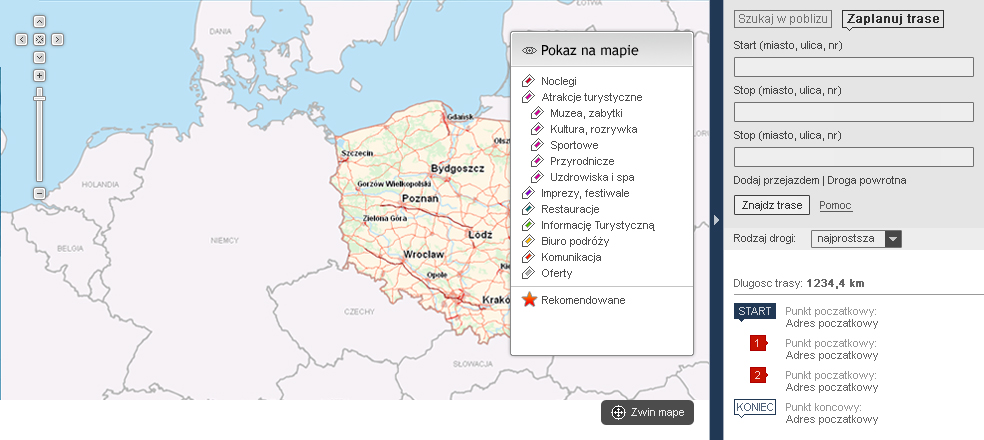 DANIA
HOLANDIA
BELGIA
NIEMCY
CZECHY
SŁOWACJA
Gdańsk
Szczecin
Bydgoszcz
Gorzów Wielkopolski
Poznan
Zielona Góra
Łódź
Wrocław
Opole
Pokaz na mapie
Noclegi
Atrakcje turystyczne
Muzea, zabytki
Kultura, rozrywka
Sportowe
Przyrodnicze
Uzdrowiska i spa
Imprezy, festiwale
Restauracje
Informację Turystyczną
Biuro podróży
Komunikacja
Oferty
Rekomendowane
Zwin mape
Szukaj w poblizu
Zaplanuj trase
Start (miasto, ulica, nr)
Stop (miasto, ulica, nr)
Stop (miasto, ulica, nr)
Dodaj przejazdem | Droga powrotna
Znajdz trase
Pomoc
Rodzaj drogi: najprostsza
Dlugosc trasy: 1234,4 km
START Punkt poczatkowy:
Adres poczatkowy
1 Punkt poczatkowy:
Adres poczatkowy
2 Punkt poczatkowy:
Adres poczatkowy
KONIEC Punkt koncowy:
Adres poczatkowy